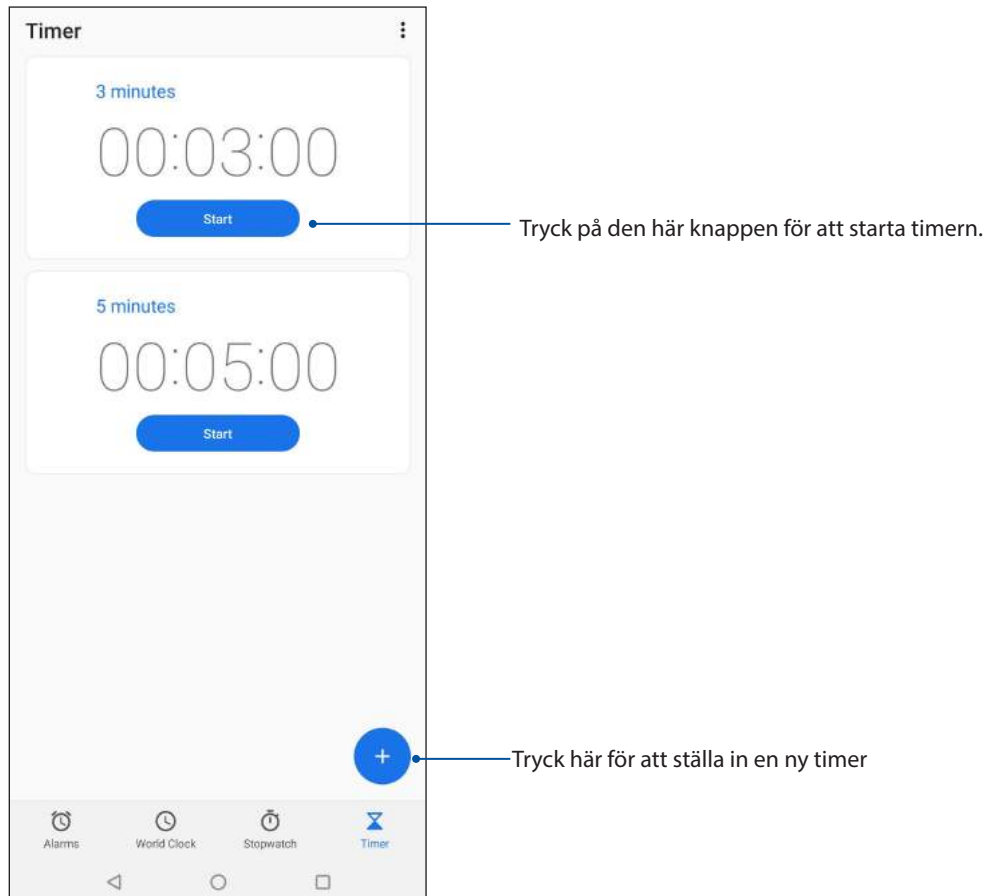 Timer
3 minutes
00:03:00
Start
Tryck på den här knappen för att starta timern.
5 minutes
00:05:00
Start
+
Tryck här för att ställa in en ny timer
Alarms World Clock Stopwatch Timer